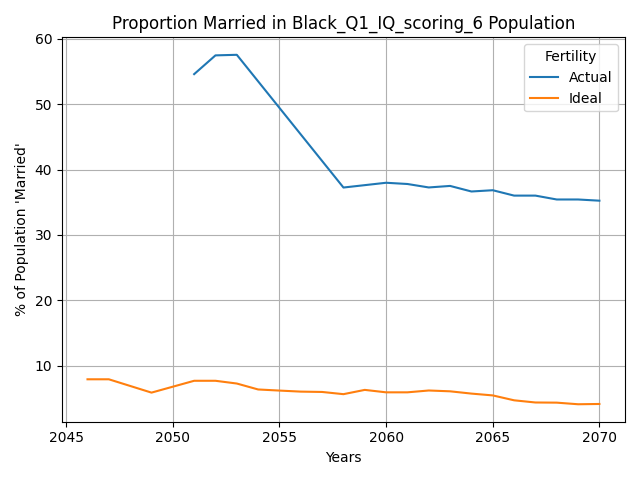 Proportion Married in Black_Q1_IQ_scoring_6 Population
% of Population 'Married'
60
50
40
30
20
10
Fertility
Actual
Ideal
2045 2050 2055 2060 2065 2070
Years